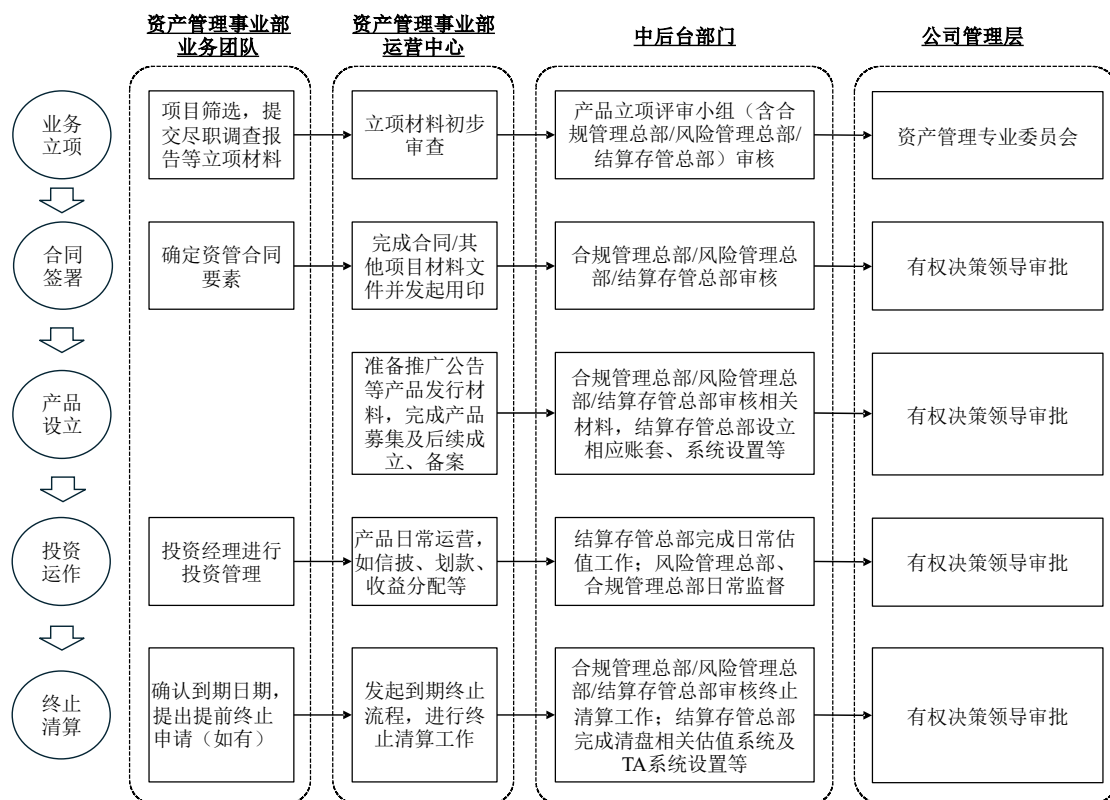 资产管理事业部
业务团队
资产管理事业部
运营中心
中后台部门
公司管理层
业务
立项
项目筛选，提
交尽职调查报
告等立项材料
立项材料初步
审查
产品立项评审小组（含合
规管理总部/风险管理总部/
结算存管总部）审核
资产管理专业委员会
合同
签署
确定资管合同
要素
完成合同/其
他项目材料文
件并发起用印
合规管理总部/风险管理总
部/结算存管总部审核
有权决策领导审批
产品
设立
准备推广公告
等产品发行材
料，完成产品
募集及后续成
立、备案
合规管理总部/风险管理总
部/结算存管总部审核相关
材料，结算存管总部设立
相应账套、系统设置等
有权决策领导审批
投资
运作
投资经理进行
投资管理
产品日常运营，
如信披、划款、
收益分配等
结算存管总部完成日常估
值工作；风险管理总部、
合规管理总部日常监督
有权决策领导审批
终止
清算
确认到期日期，
提出提前终止
申请（如有）
发起到期终止
流程，进行终
止清算工作
合规管理总部/风险管理总
部/结算存管总部审核终止
清算工作；结算存管总部
完成清盘相关估值系统及
TA系统设置等
有权决策领导审批